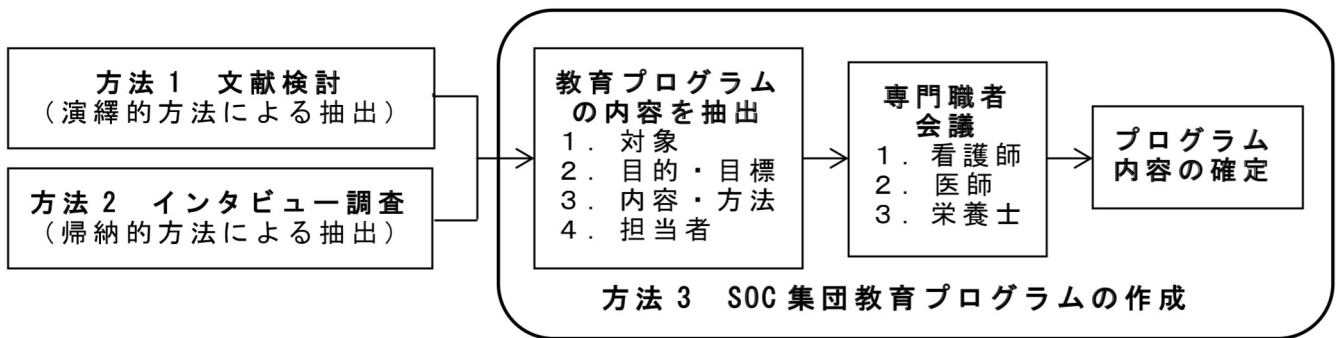 方法1 文献検討
(演繹的方法による抽出)
方法2 インタビュー調査
(帰納的方法による抽出)
教育プログラム
の内容を抽出
1. 対象
2. 目的・目標
3. 内容・方法
4. 担当者
専門職者
会議
1. 看護師
2. 医師
3. 栄養士
プログラム
内容の確定
方法3 SOC集団教育プログラムの作成